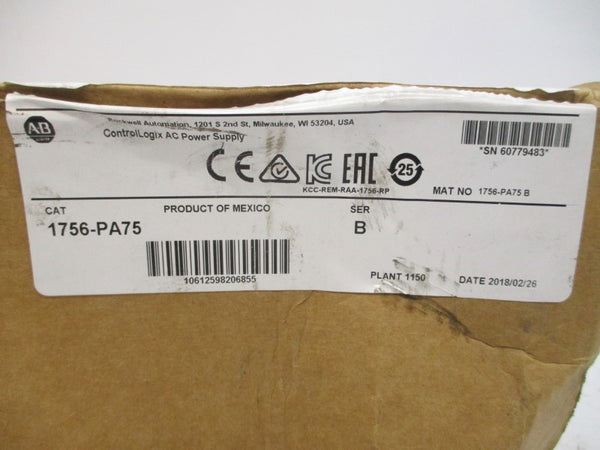 AB
Rockwell Automation, 1201 S 2nd St, Milwaukee, WI 53204, USA
ControlLogix AC Power Supply
*SN 60779483*
CE KC EAC 25
KCC-REM-RAA-1756-RP
MAT NO 1756-PA75 B
CAT PRODUCT OF MEXICO SER
1756-PA75 B
10612598206855
PLANT 1150 DATE 2018/02/26